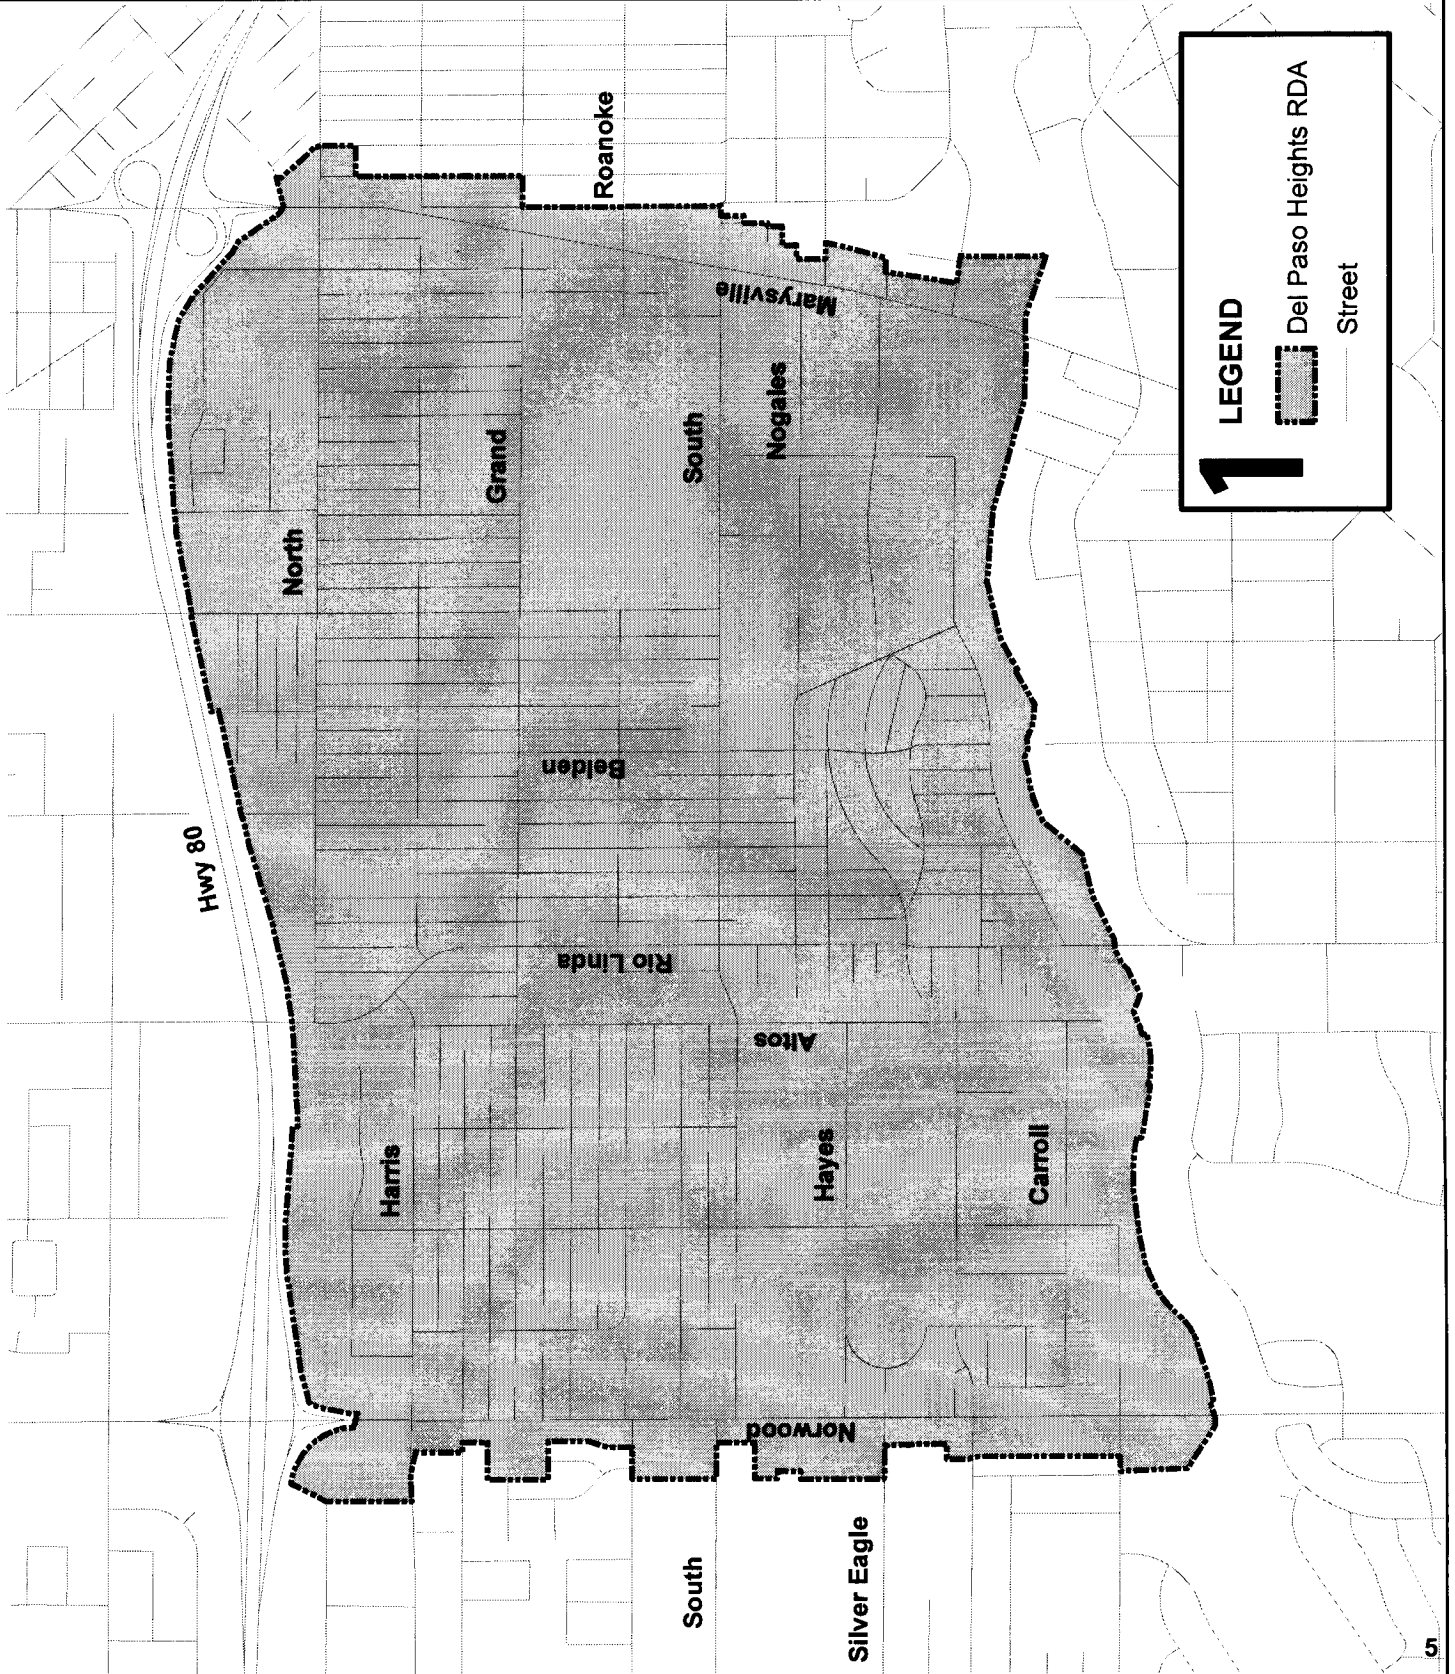 Hwy 80
Roanoke
North
Grand
South
Nogales
Marysville
Belden
Rio Linda
Altos
Harris
Hayes
Carroll
Norwood
South
Silver Eagle
1
LEGEND
Del Paso Heights RDA
Street
5